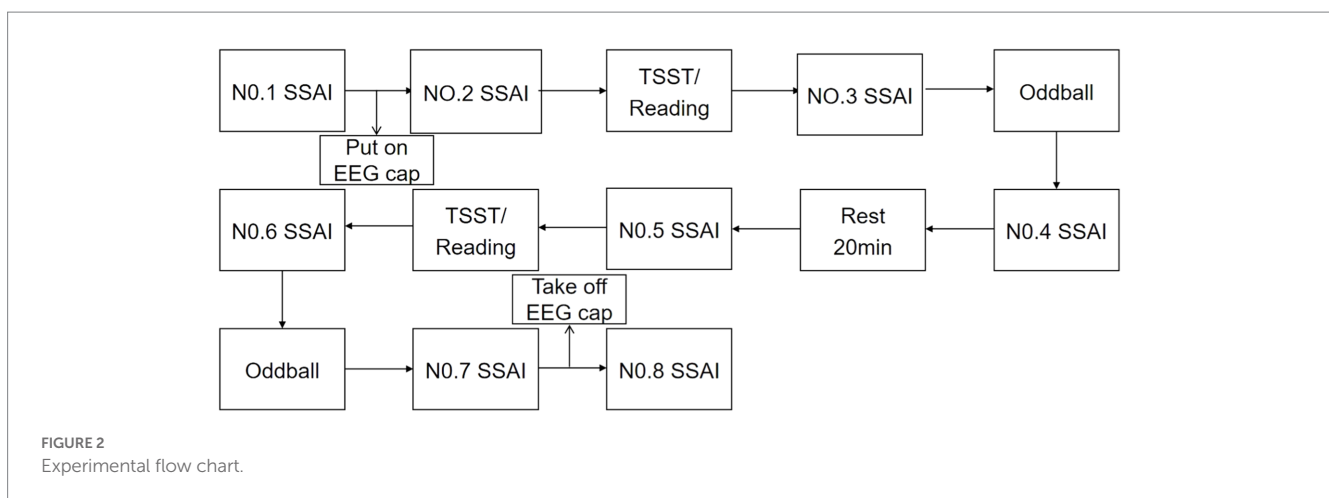 N0.1 SSAI
NO.2 SSAI
TSST/
Reading
NO.3 SSAI
Oddball
Put on
EEG cap
N0.6 SSAI
TSST/
Reading
N0.5 SSAI
Rest
20min
N0.4 SSAI
Take off
EEG cap
Oddball
N0.7 SSAI
N0.8 SSAI
FIGURE 2
Experimental flow chart.